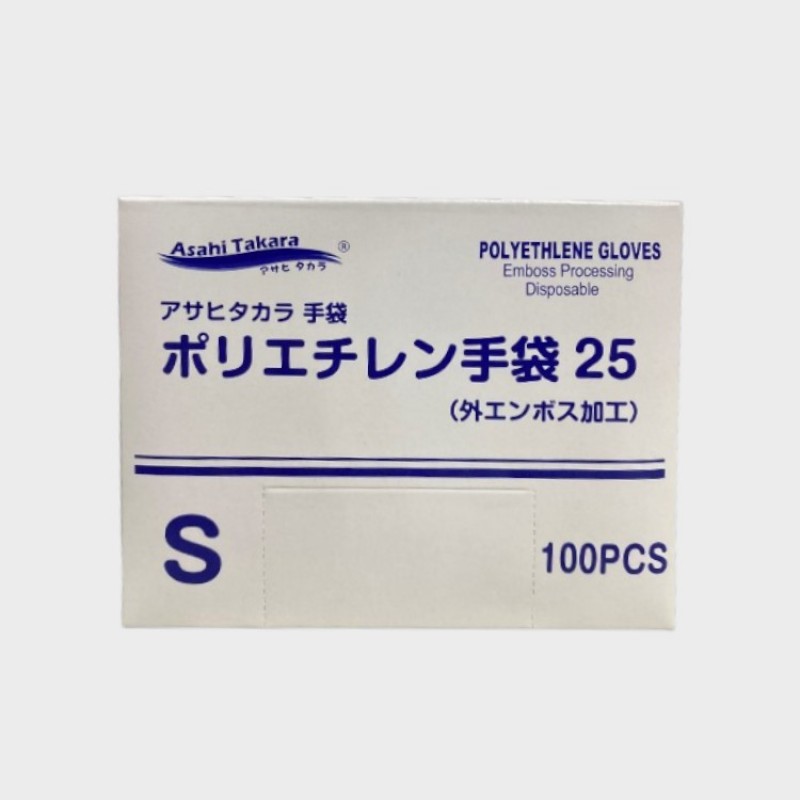 Asahi Takara ®
アサヒ タカラ
POLYETHLENE GLOVES
Emboss Processing
Disposable
アサヒタカラ 手袋
ポリエチレン手袋 25
（外エンボス加工）
S
100PCS